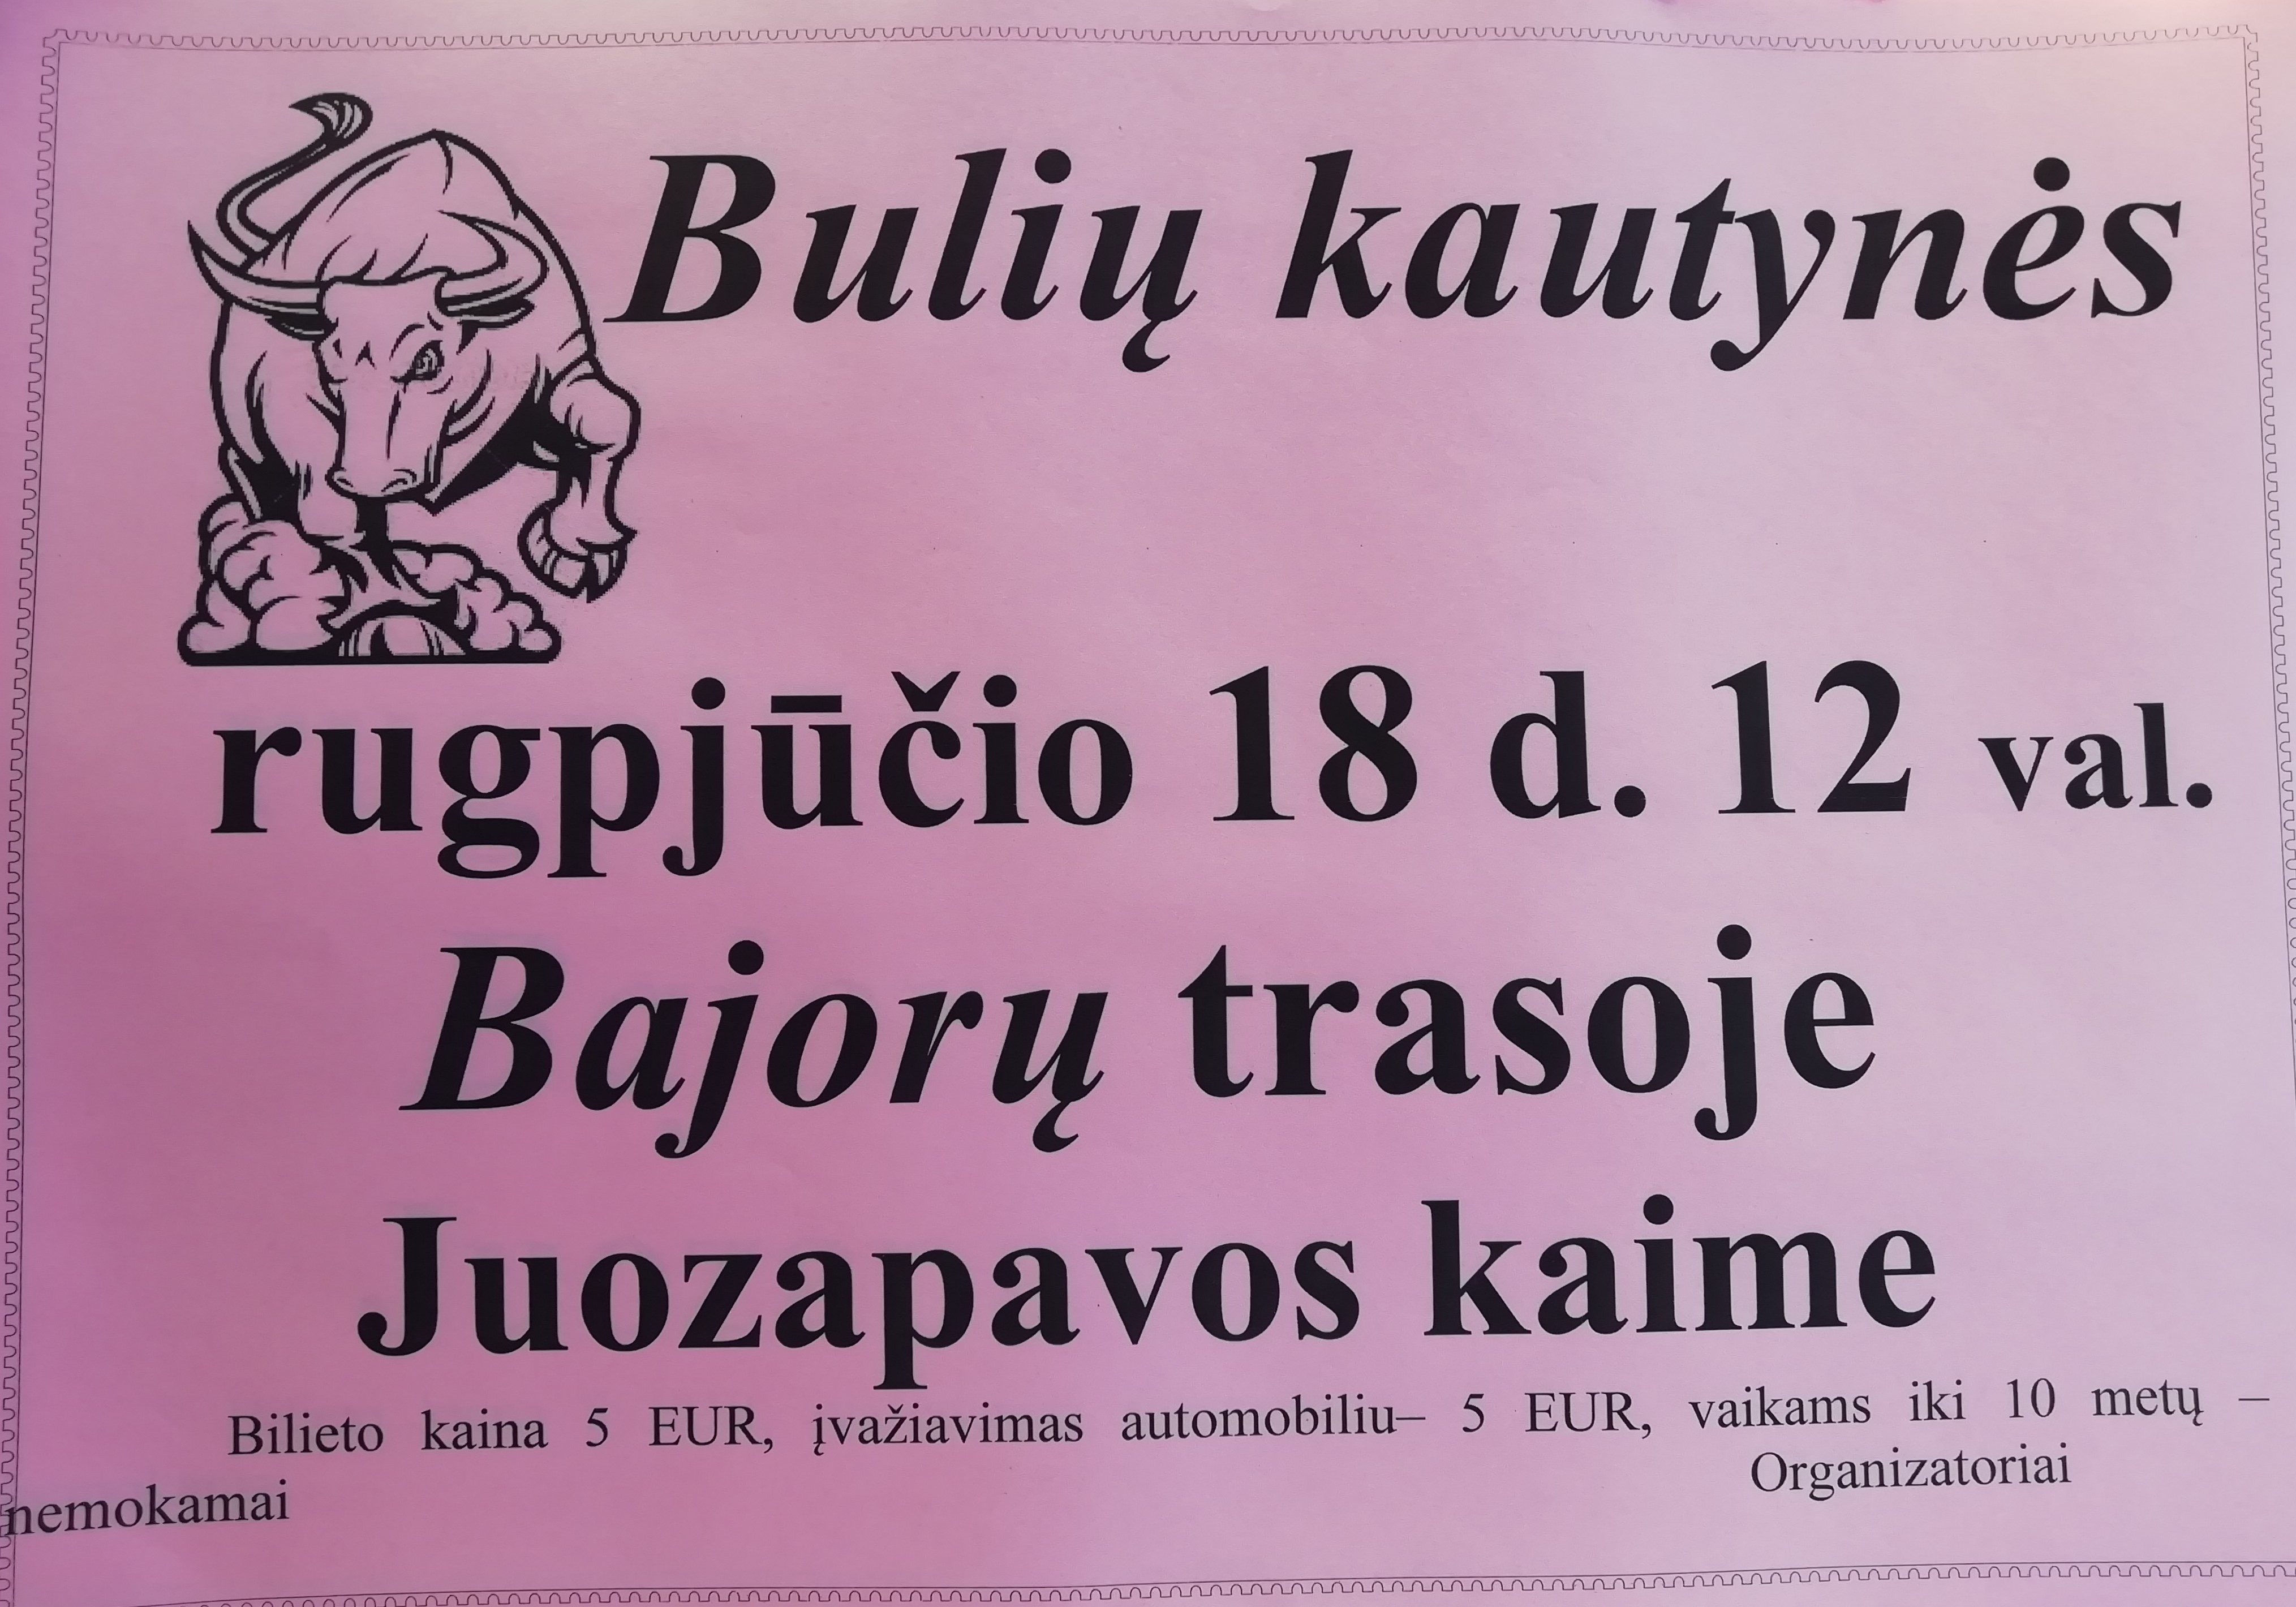 Bulių kautynės
rugpjūčio 18 d. 12 val.
Bajorų trasoje
Juozapavos kaime
Bilieto kaina 5 EUR, įvažiavimas automobiliu– 5 EUR, vaikams iki 10 metų –
nemokamai Organizatoriai